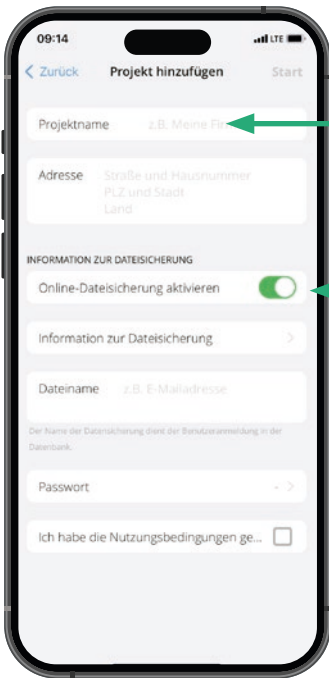 09:14 LTE
Zurück Projekt hinzufügen Start
Projektname z.B. Meine
Adresse Straße und Hausnummer
PLZ und Stadt
Land
INFORMATION ZUR DATEISICHERUNG
Online-Dateisicherung aktivieren
Information zur Dateisicherung
Dateiname z.B. E-Mailadresse
Der Name der Datensicherung dient der Benutzeranmeldung in der
Datenbank.
Passwort -
Ich habe die Nutzungsbedingungen ge...